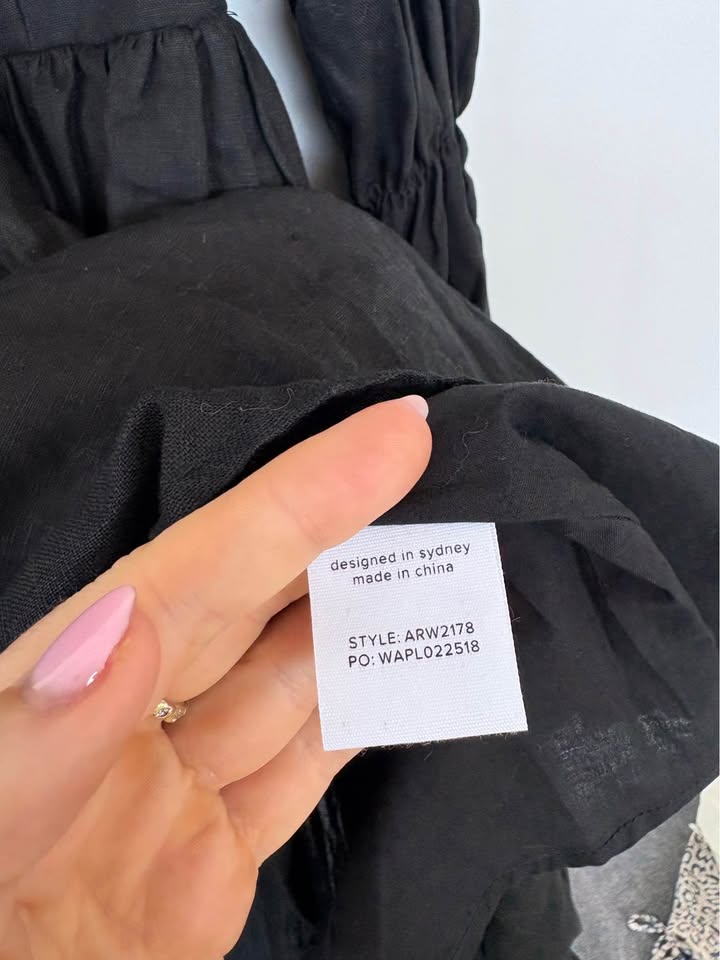 designed in sydney
made in china
STYLE: ARW2178
PO: WAPL022518